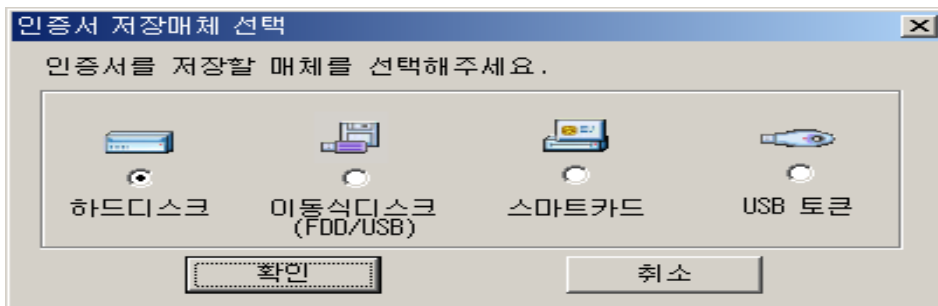 인증서 저장매체 선택
인증서를 저장할 매체를 선택해주세요.
하드디스크 이동식디스크 스마트카드 USB 토큰
(FDD/USB)
확인 취소